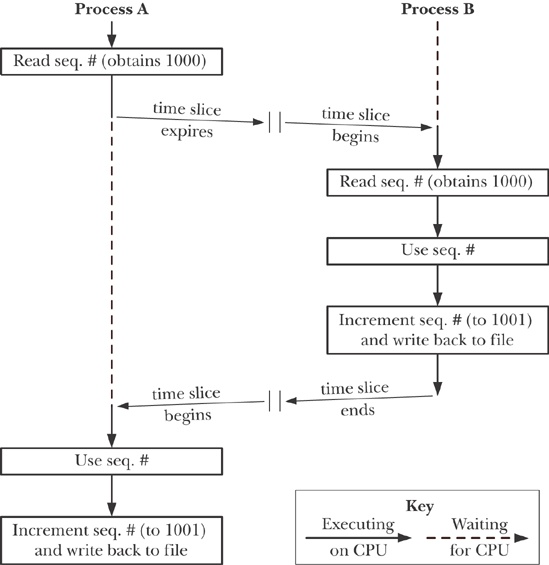 Process A
Process B
Read seq. # (obtains 1000)
time slice
expires
time slice
begins
Read seq. # (obtains 1000)
Use seq. #
Increment seq. # (to 1001)
and write back to file
time slice
begins
time slice
ends
Use seq. #
Increment seq. # (to 1001)
and write back to file
Key
Executing
on CPU
Waiting
for CPU